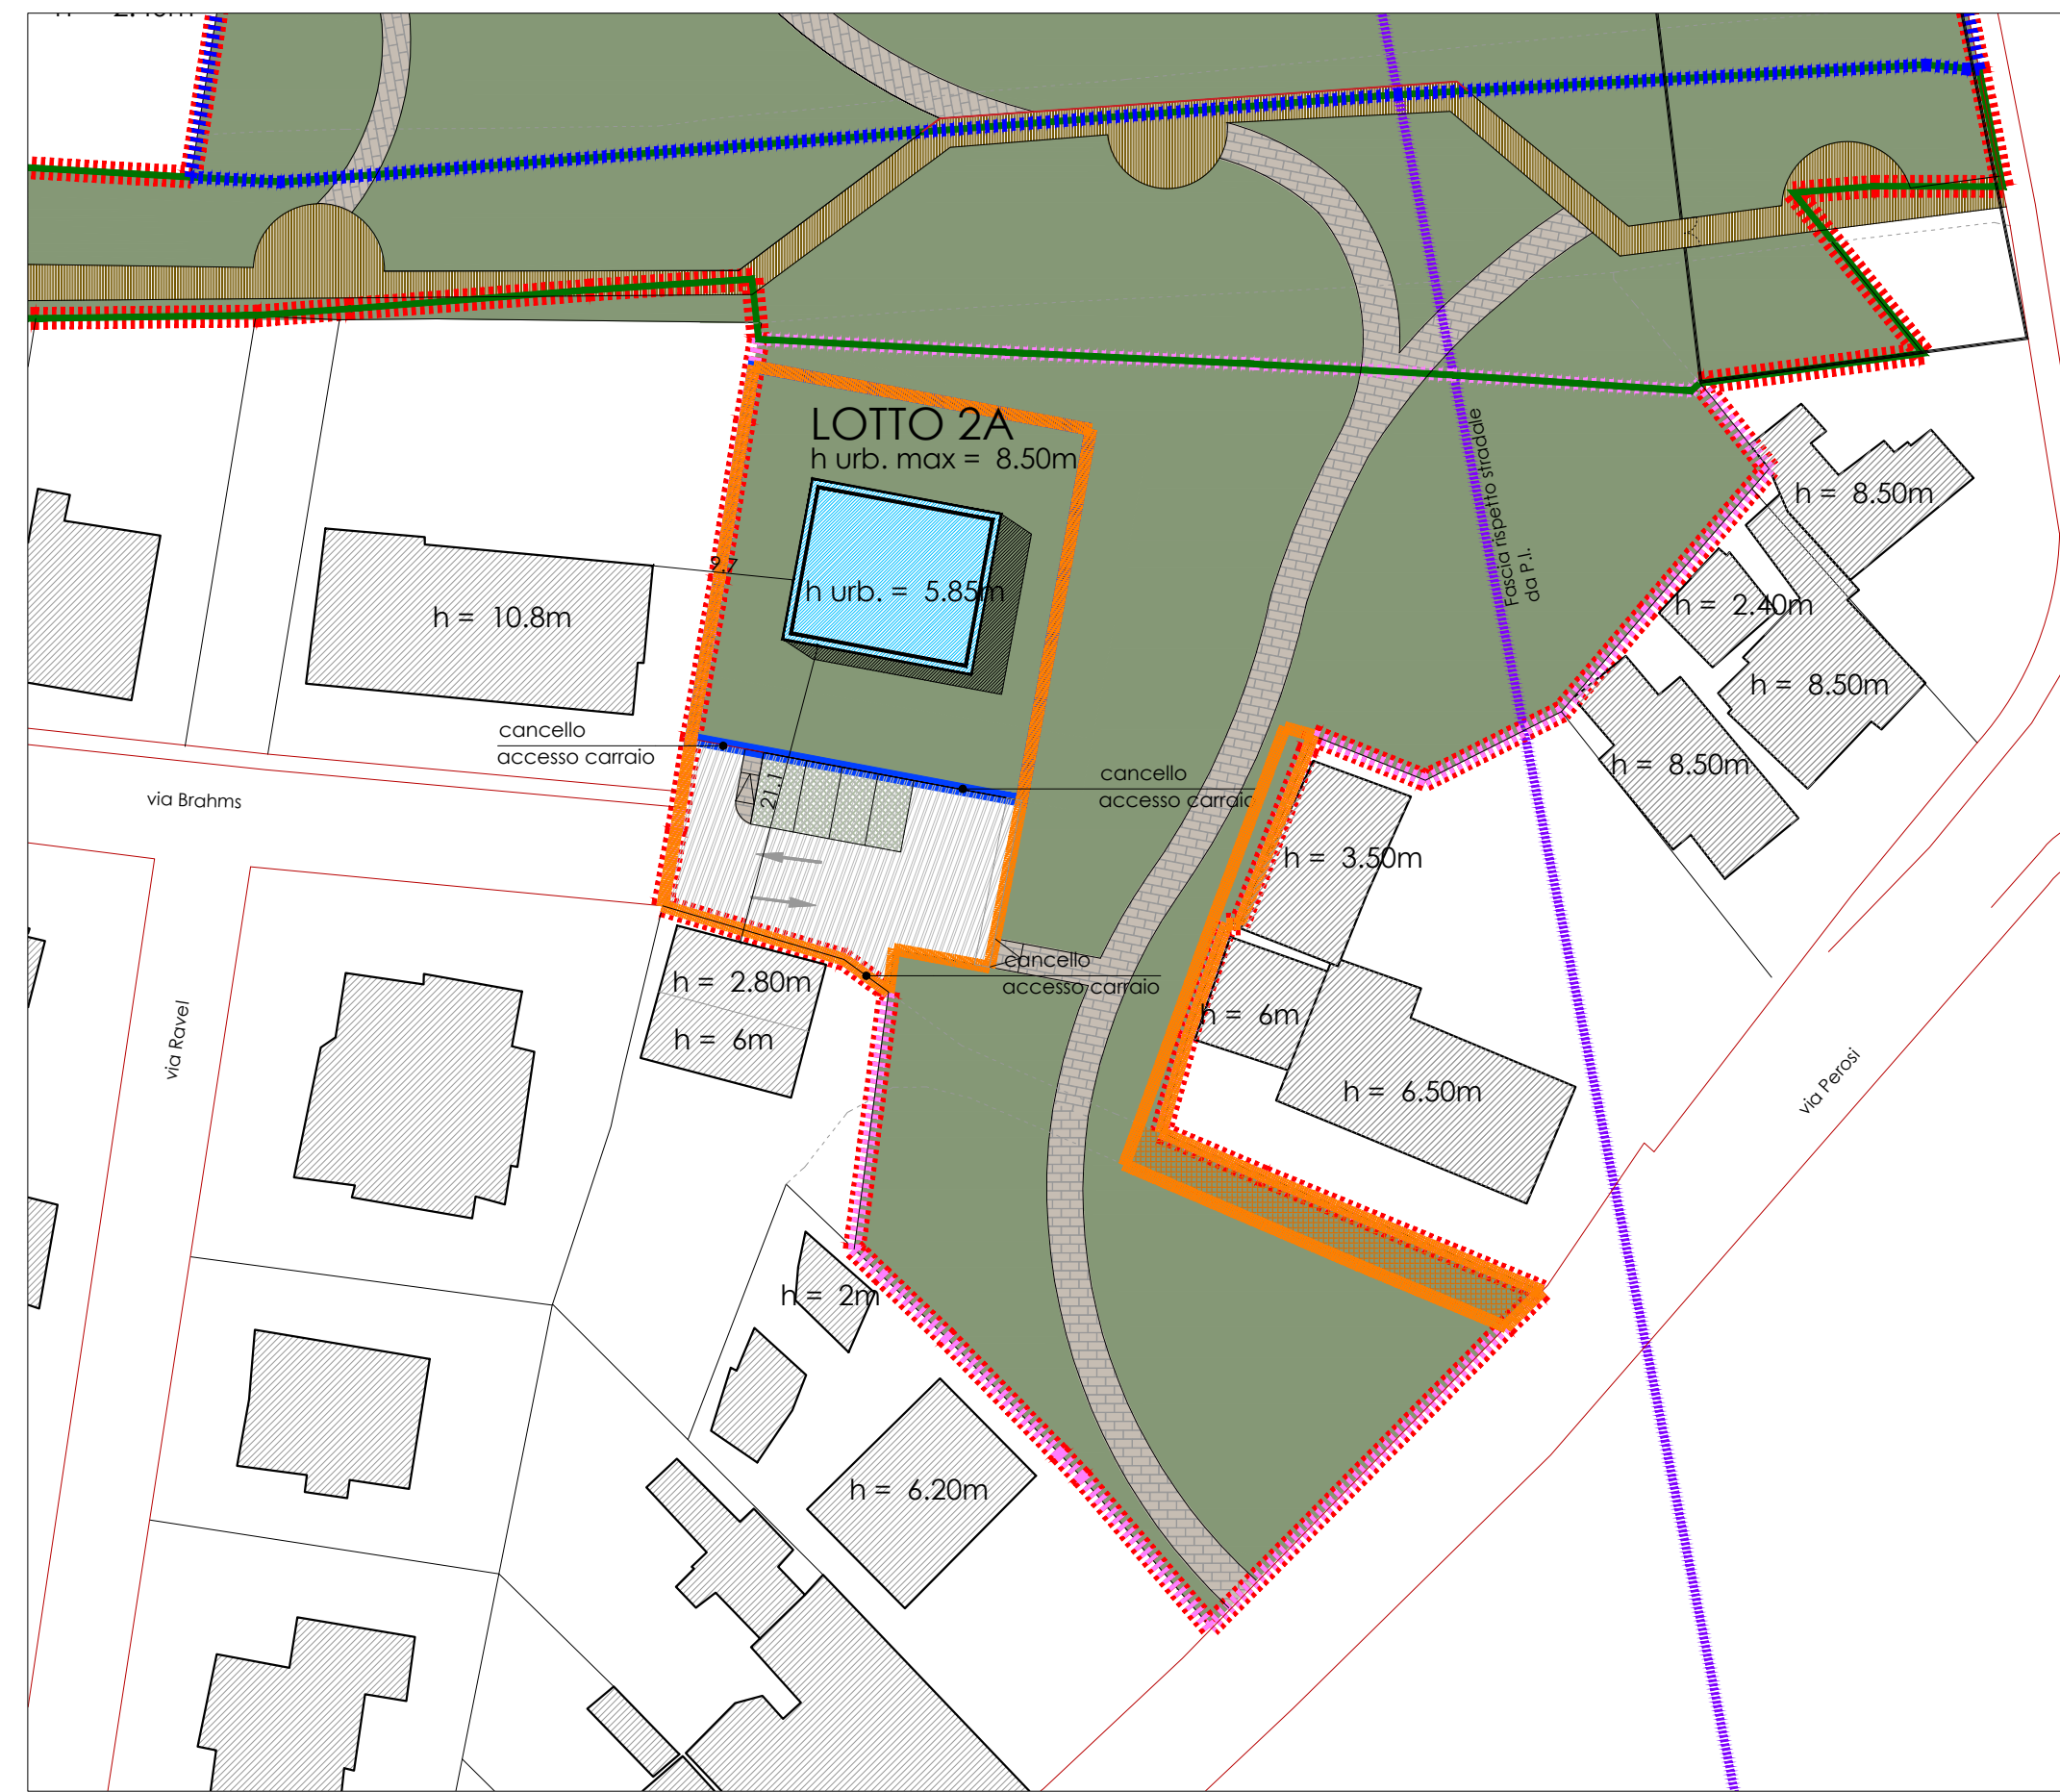 LOTTO 2A
h urb. max =  8.50m
h urb. =  5.85m
9.7
h =  10.8m
Fascia rispetto stradale
da P.I.
h =  8.50m
h =  2.40m
h =  8.50m
h =  8.50m
cancello
accesso carraio
via Brahms
21.1
cancello
accesso carraio
h =  3.50m
cancello
accesso carraio
h =  2.80m
h =  6m
h =  6m
h =  6.50m
via Ravel
via Perosi
h =  2m
h =  6.20m